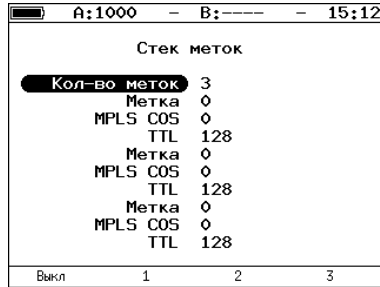 A:1000 – B:---- – 15:12
Стек меток
Кол-во меток 3
Метка 0
MPLS COS 0
TTL 128
Метка 0
MPLS COS 0
TTL 128
Метка 0
MPLS COS 0
TTL 128
Выкл 1 2 3